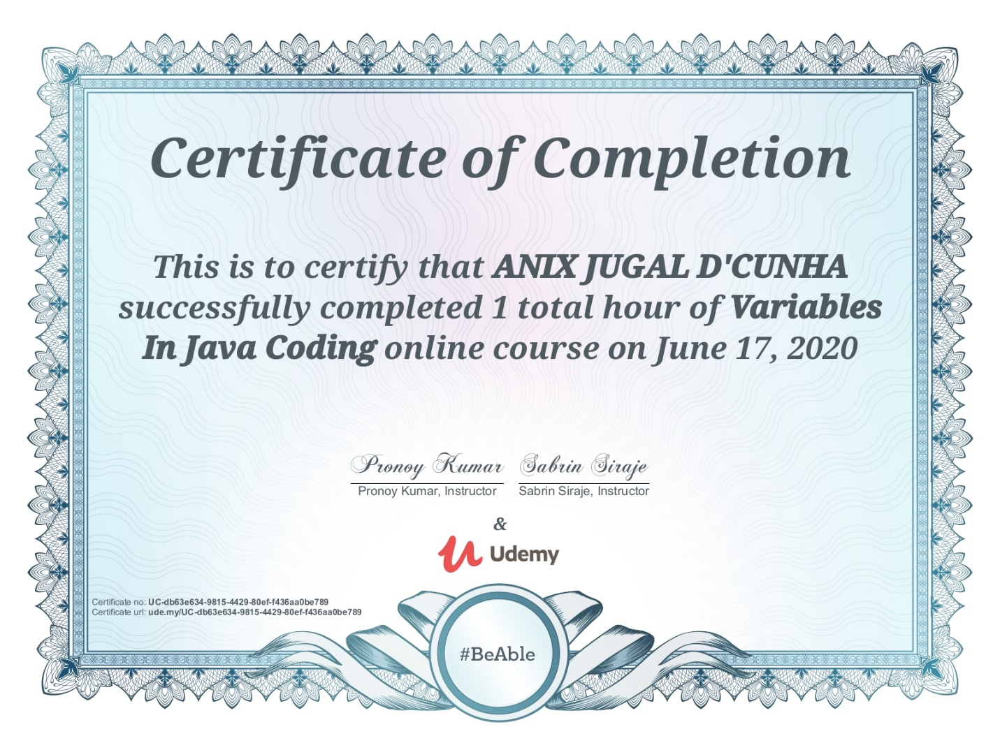 Certificate of Completion
This is to certify that ANIX JUGAL D'CUNHA
successfully completed 1 total hour of Variables
In Java Coding online course on June 17, 2020
Pronoy Kumar Sabrin Siraje
Pronoy Kumar, Instructor Sabrin Siraje, Instructor
&
Udemy
Certificate no: UC-db63e634-9815-4429-80ef-f436aa0be789
Certificate url: ude.my/UC-db63e634-9815-4429-80ef-f436aa0be789
#BeAble